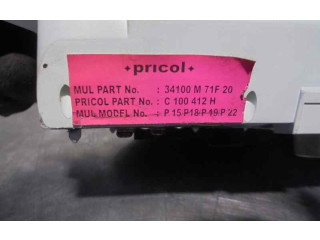 ✦pricol✦
MUL PART No. : 34100 M 71F 20
PRICOL PART No. : C 100 412 H
MUL MODEL No. : P 15/P18/P 19/P 22